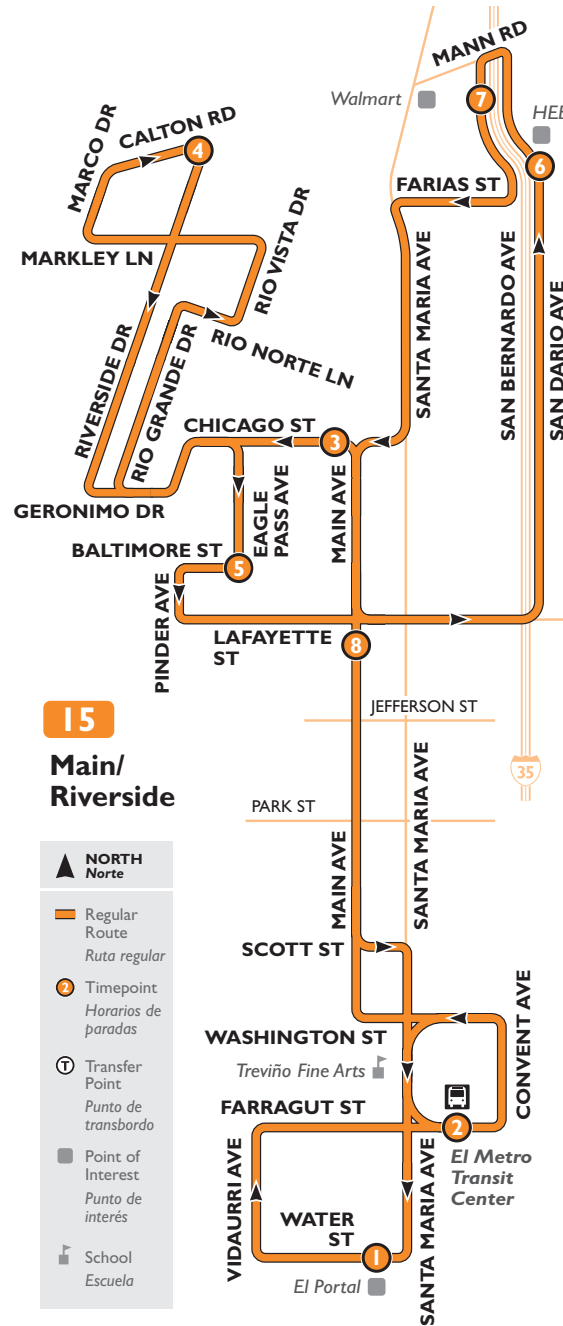 MANN RD
Walmart
7
HEB
6
MARCO DR
CALTON RD
4
FARIAS ST
MARKLEY LN
RIO VISTA DR
SANTA MARIA AVE
SAN BERNARDO AVE
SAN DARIO AVE
RIVERSIDE DR
RIO GRANDE DR
RIO NORTE LN
CHICAGO ST
3
GERONIMO DR
EAGLE
PASS AVE
MAIN AVE
BALTIMORE ST
5
PINDER AVE
LAFAYETTE
ST
8
15
Main/
Riverside
JEFFERSON ST
SANTA MARIA AVE
35
PARK ST
MAIN AVE
SCOTT ST
WASHINGTON ST
CONVENT AVE
Treviño Fine Arts
FARRAGUT ST
2
El Metro
Transit
Center
VIDAURRI AVE
WATER
ST
1
SANTA MARIA AVE
El Portal
NORTH
Norte
Regular
Route
Ruta regular
2
Timepoint
Horarios de
paradas
T
Transfer
Point
Punto de
transbordo
Point of
Interest
Punto de
interés
School
Escuela